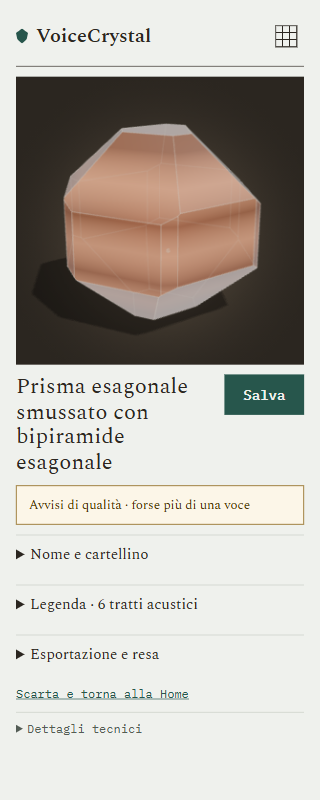 VoiceCrystal
Prisma esagonale
smussato con
bipiramide
esagonale
Salva
Avvisi di qualità · forse più di una voce
Nome e cartellino
Legenda · 6 tratti acustici
Esportazione e resa
Scarta e torna alla Home
Dettagli tecnici